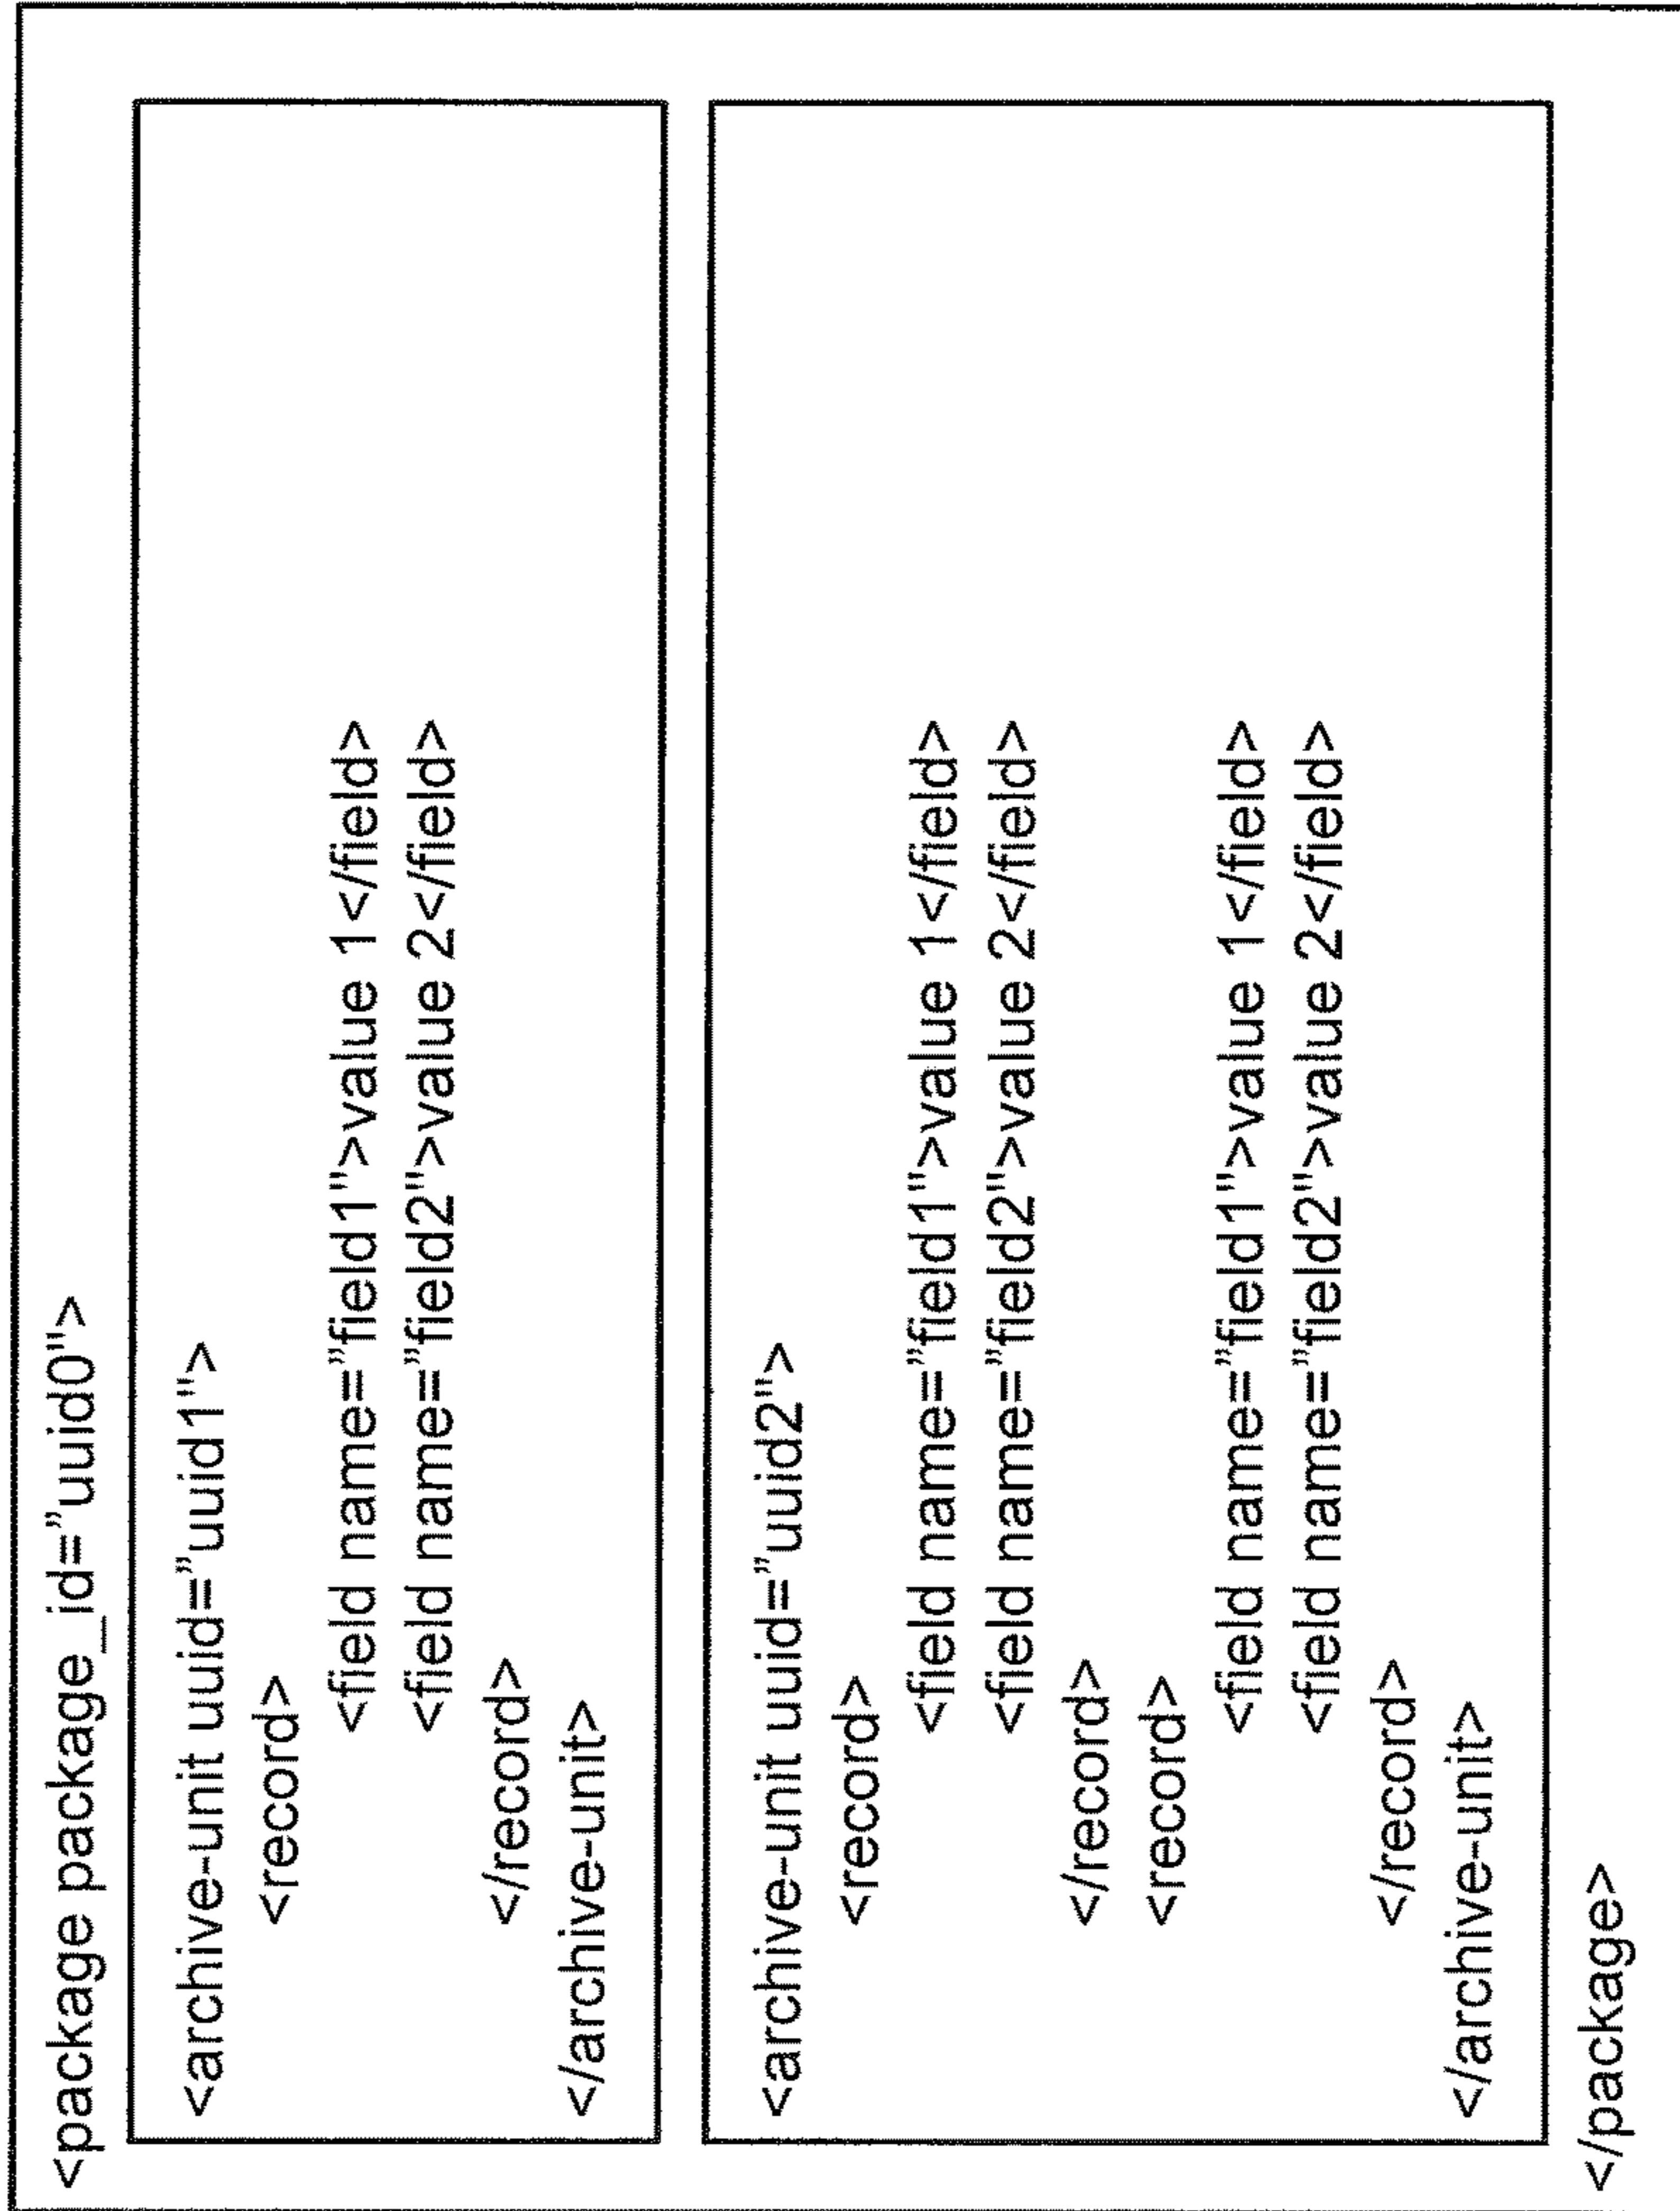 <package package_id=”uuid0">
<archive-unit uuid=”uuid1">
<record>
<field name=”field1">value 1</field>
<field name=”field2">value 2</field>
</record>
</archive-unit>
<archive-unit uuid=”uuid2">
<record>
<field name=”field1">value 1</field>
<field name=”field2">value 2</field>
</record>
<record>
<field name=”field1">value 1</field>
<field name=”field2">value 2</field>
</record>
</archive-unit>
</package>